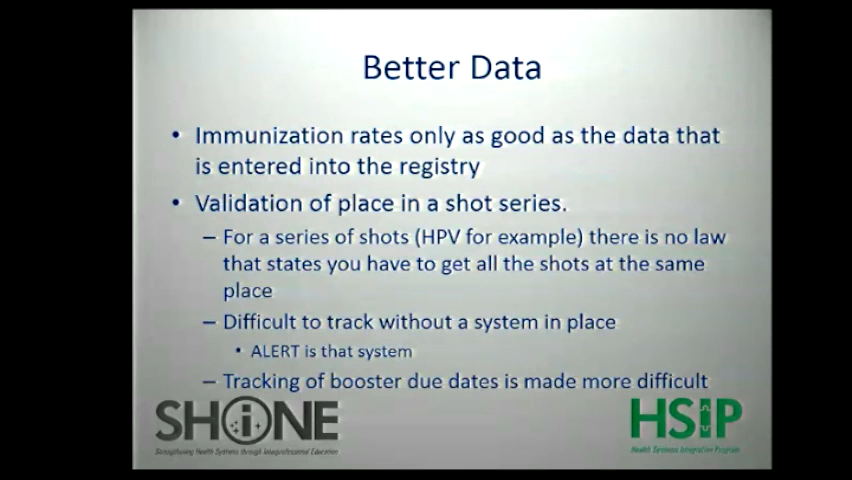 Better Data
• Immunization rates only as good as the data that
is entered into the registry
• Validation of place in a shot series.
– For a series of shots (HPV for example) there is no law
that states you have to get all the shots at the same
place
– Difficult to track without a system in place
• ALERT is that system
– Tracking of booster due dates is made more difficult
SHiNE
Strengthening Health Systems through Interprofessional Education
HSiP
Health Systems Integration Program